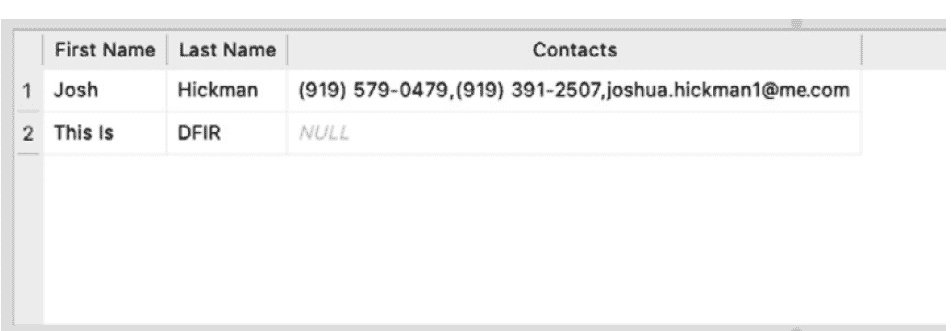 First Name Last Name Contacts
1 Josh Hickman (919) 579-0479,(919) 391-2507,joshua.hickman1@me.com
2 This Is DFIR NULL